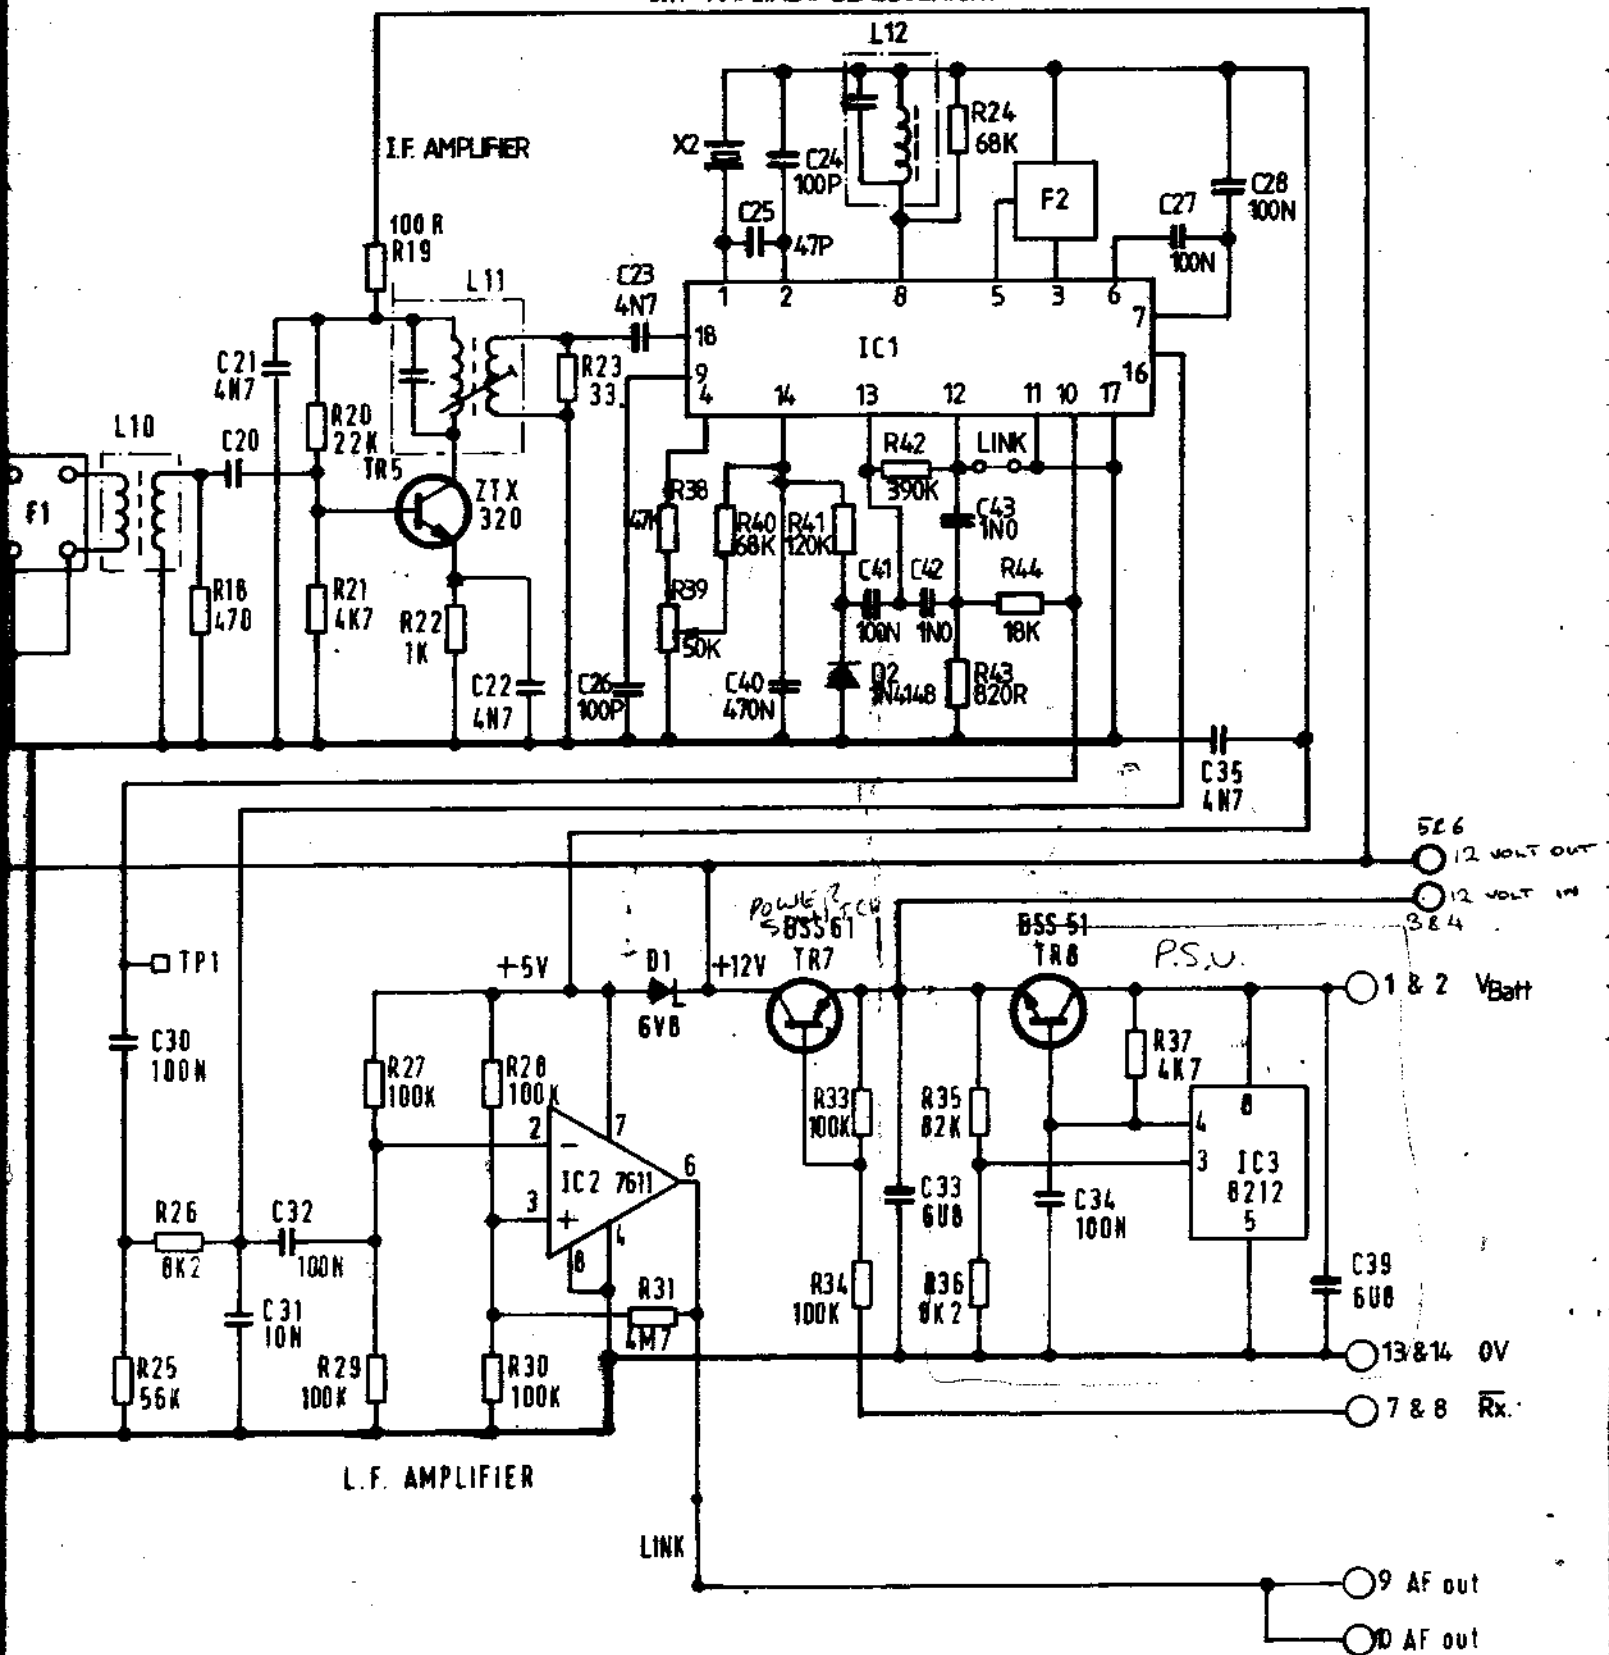 L12
X2
C24
100P
R24
68K
F2
C27
100N
C28
100N
C25
47P
I.F. AMPLIFIER
100R
R19
L11
C23
4N7
1
2
8
5
3
6
7
18
9
4
IC1
16
14
13
12
11
10
17
C21
4N7
R23
33
R20
22K
L10
C20
TR5
ZTX
320
F1
R18
470
R21
4K7
R22
1K
C22
4N7
C26
100P
R38
47K
R39
50K
R40
68K
R41
120K
R42
390K
LINK
C43
1N0
C41
100N
C42
1N0
R44
18K
C40
470N
D2
1N4148
R43
820R
C35
4N7
5&6
12 VOLT OUT
12 VOLT IN
3&4
TP1
+5V
D1
6V8
+12V
BSS61
TR7
BSS51
TR8
P.S.U.
1 & 2 VBatt
C30
100N
R27
100K
R28
100K
R33
100K
R35
82K
R37
4K7
2
-
7
3
+
IC2 7611
6
4
8
8
4
3
IC3
8212
5
C33
6U8
C34
100N
R26
8K2
C32
100N
C31
10N
R31
4M7
R34
100K
R36
8K2
C39
6U8
R25
56K
R29
100K
R30
100K
13&14 0V
7 & 8 R̅x̅.
L.F. AMPLIFIER
LINK
9 AF out
10 AF out